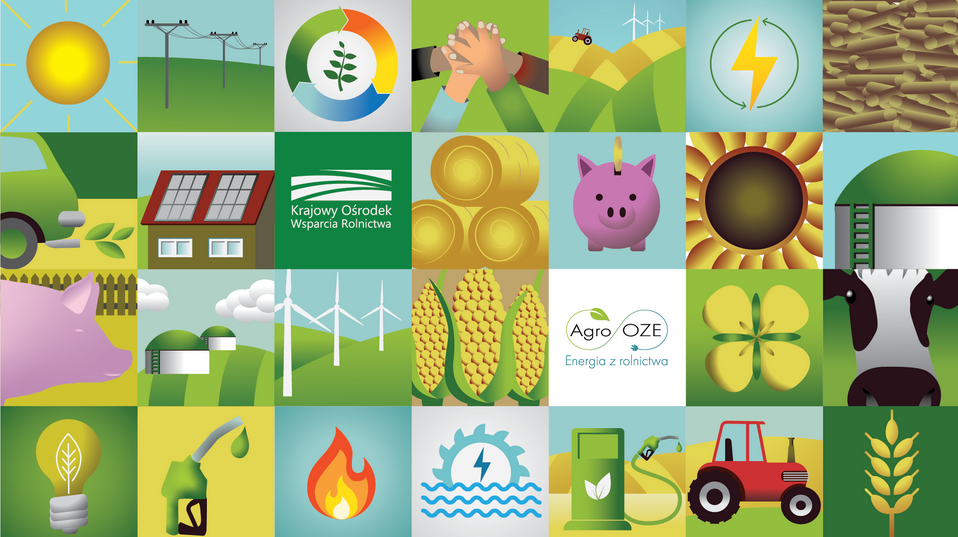 Krajowy Ośrodek
Wsparcia Rolnictwa
Agro OZE
Energia z rolnictwa